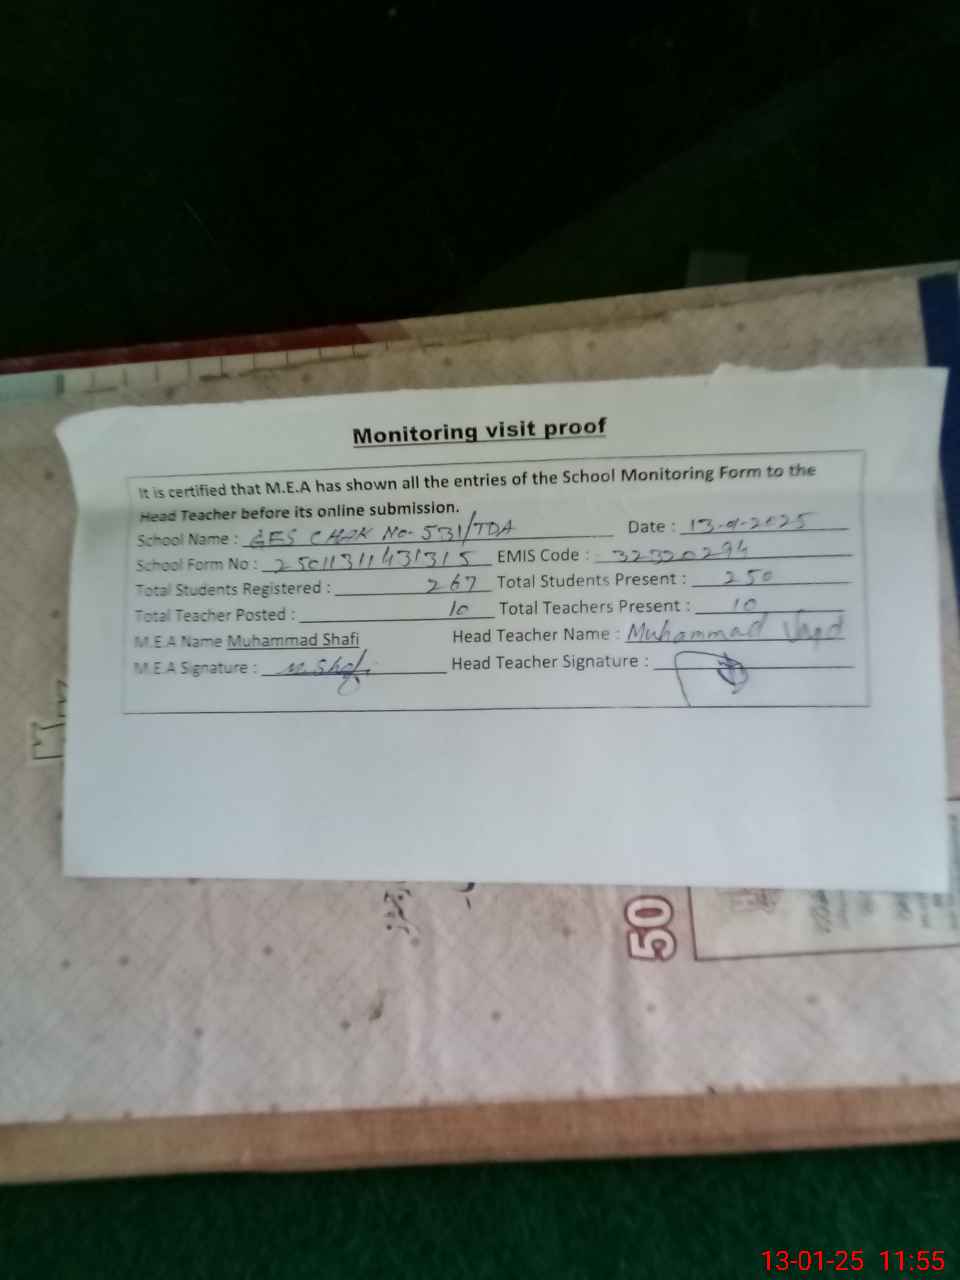 Monitoring visit proof
It is certified that M.E.A has shown all the entries of the School Monitoring Form to the
Head Teacher before its online submission.
School Name : GES CHAK No- 531/TDA Date : 13-01-2025
School Form No : EMIS Code : 32320294
Total Students Registered : 267 Total Students Present : 250
Total Teacher Posted : 10 Total Teachers Present : 10
M.E.A Name Muhammad Shafi Head Teacher Name : Muhammad
M.E.A Signature : M. Shafi Head Teacher Signature :
50
13-01-25 11:55